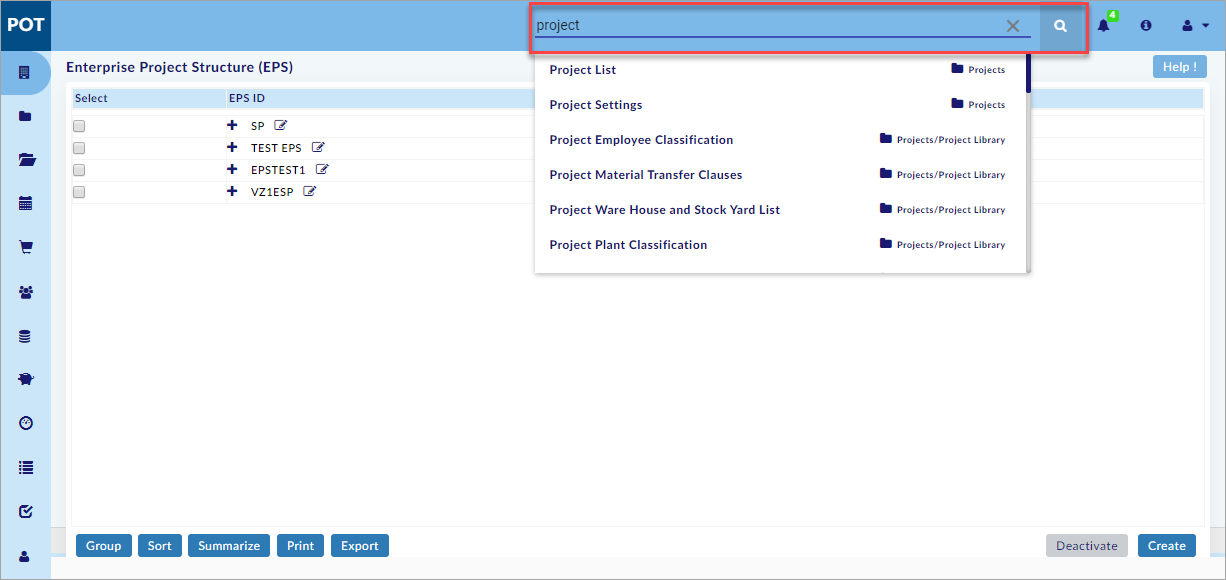 POT
project
4
Enterprise Project Structure (EPS)
Help !
Select EPS ID
SP
TEST EPS
EPSTEST1
VZ1ESP
Project List Projects
Project Settings Projects
Project Employee Classification Projects/Project Library
Project Material Transfer Clauses Projects/Project Library
Project Ware House and Stock Yard List Projects/Project Library
Project Plant Classification Projects/Project Library
Group Sort Summarize Print Export Deactivate Create